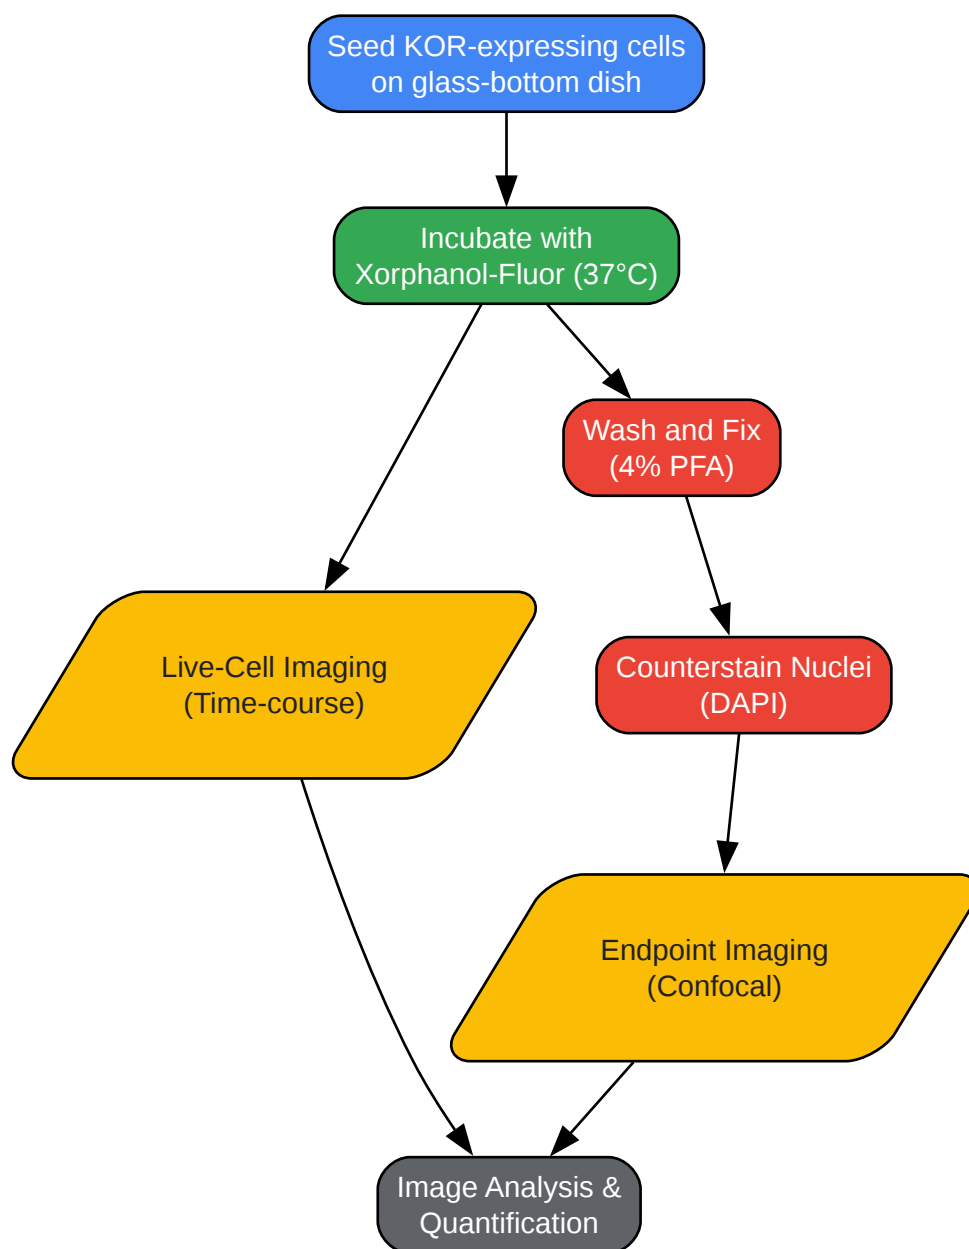 Seed KOR-expressing cells
on glass-bottom dish
Incubate with
Xorphanol-Fluor (37°C)
Wash and Fix
(4% PFA)
Live-Cell Imaging
(Time-course)
Counterstain Nuclei
(DAPI)
Endpoint Imaging
(Confocal)
Image Analysis &
Quantification